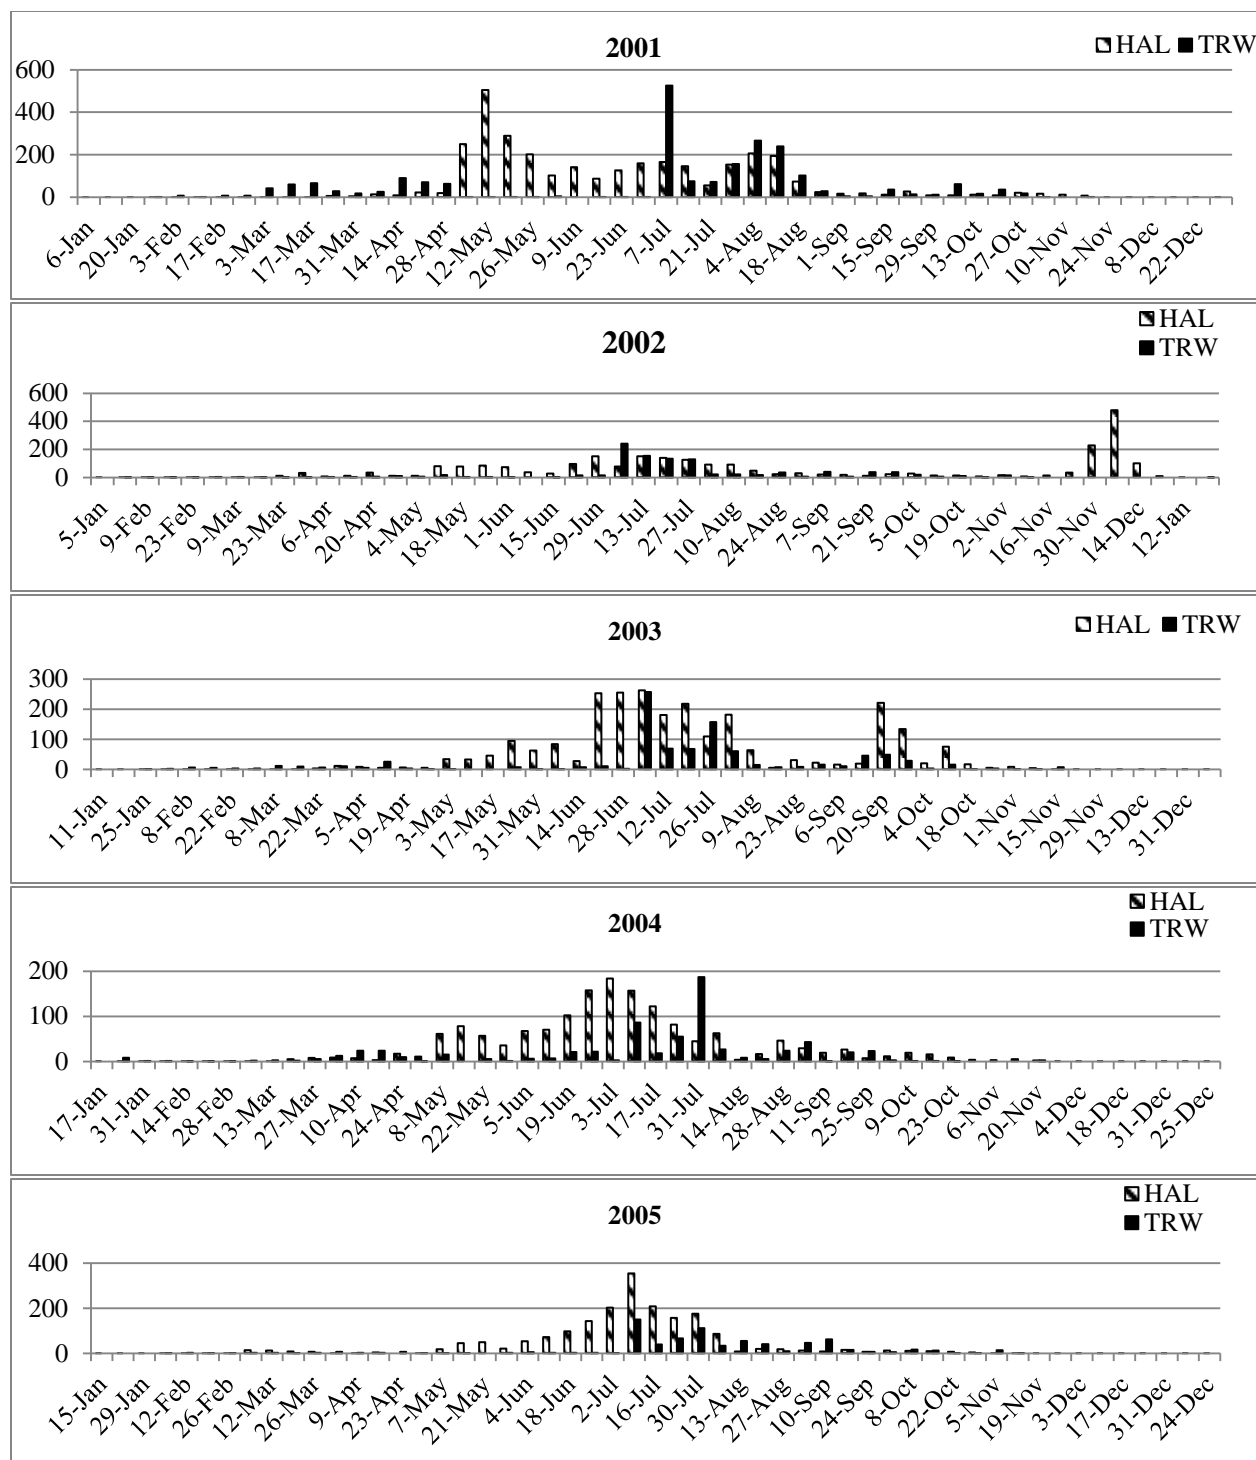 2001
HAL TRW
600
400
200
0
6-Jan 20-Jan 3-Feb 17-Feb 3-Mar 17-Mar 31-Mar 14-Apr 28-Apr 12-May 26-May 9-Jun 23-Jun 7-Jul 21-Jul 4-Aug 18-Aug 1-Sep 15-Sep 29-Sep 13-Oct 27-Oct 10-Nov 24-Nov 8-Dec 22-Dec
HAL
TRW
2002
600
400
200
0
5-Jan 9-Feb 23-Feb 9-Mar 23-Mar 6-Apr 20-Apr 4-May 18-May 1-Jun 15-Jun 29-Jun 13-Jul 27-Jul 10-Aug 24-Aug 7-Sep 21-Sep 5-Oct 19-Oct 2-Nov 16-Nov 30-Nov 14-Dec 12-Jan
2003
HAL TRW
300
200
100
0
11-Jan 25-Jan 8-Feb 22-Feb 8-Mar 22-Mar 5-Apr 19-Apr 3-May 17-May 31-May 14-Jun 28-Jun 12-Jul 26-Jul 9-Aug 23-Aug 6-Sep 20-Sep 4-Oct 18-Oct 1-Nov 15-Nov 29-Nov 13-Dec 31-Dec
HAL
TRW
2004
200
100
0
17-Jan 31-Jan 14-Feb 28-Feb 13-Mar 27-Mar 10-Apr 24-Apr 8-May 22-May 5-Jun 19-Jun 3-Jul 17-Jul 31-Jul 14-Aug 28-Aug 11-Sep 25-Sep 9-Oct 23-Oct 6-Nov 20-Nov 4-Dec 18-Dec 31-Dec 25-Dec
HAL
TRW
2005
400
200
0
15-Jan 29-Jan 12-Feb 26-Feb 12-Mar 26-Mar 9-Apr 23-Apr 7-May 21-May 4-Jun 18-Jun 2-Jul 16-Jul 30-Jul 13-Aug 27-Aug 10-Sep 24-Sep 8-Oct 22-Oct 5-Nov 19-Nov 3-Dec 17-Dec 31-Dec 24-Dec